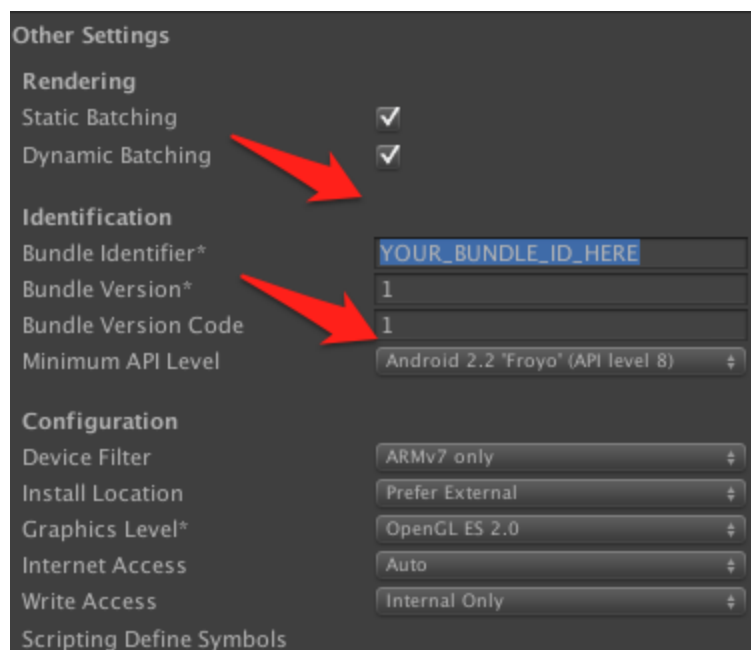 Other Settings
Rendering
Static Batching
Dynamic Batching
Identification
Bundle Identifier* YOUR_BUNDLE_ID_HERE
Bundle Version* 1
Bundle Version Code 1
Minimum API Level Android 2.2 "Froyo" (API level 8)
Configuration
Device Filter ARMv7 only
Install Location Prefer External
Graphics Level* OpenGL ES 2.0
Internet Access Auto
Write Access Internal Only
Scripting Define Symbols